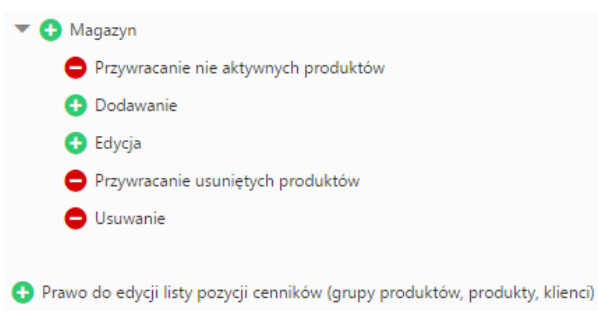 Magazyn
Przywracanie nie aktywnych produktów
Dodawanie
Edycja
Przywracanie usuniętych produktów
Usuwanie
Prawo do edycji listy pozycji cenników (grupy produktów, produkty, klienci)